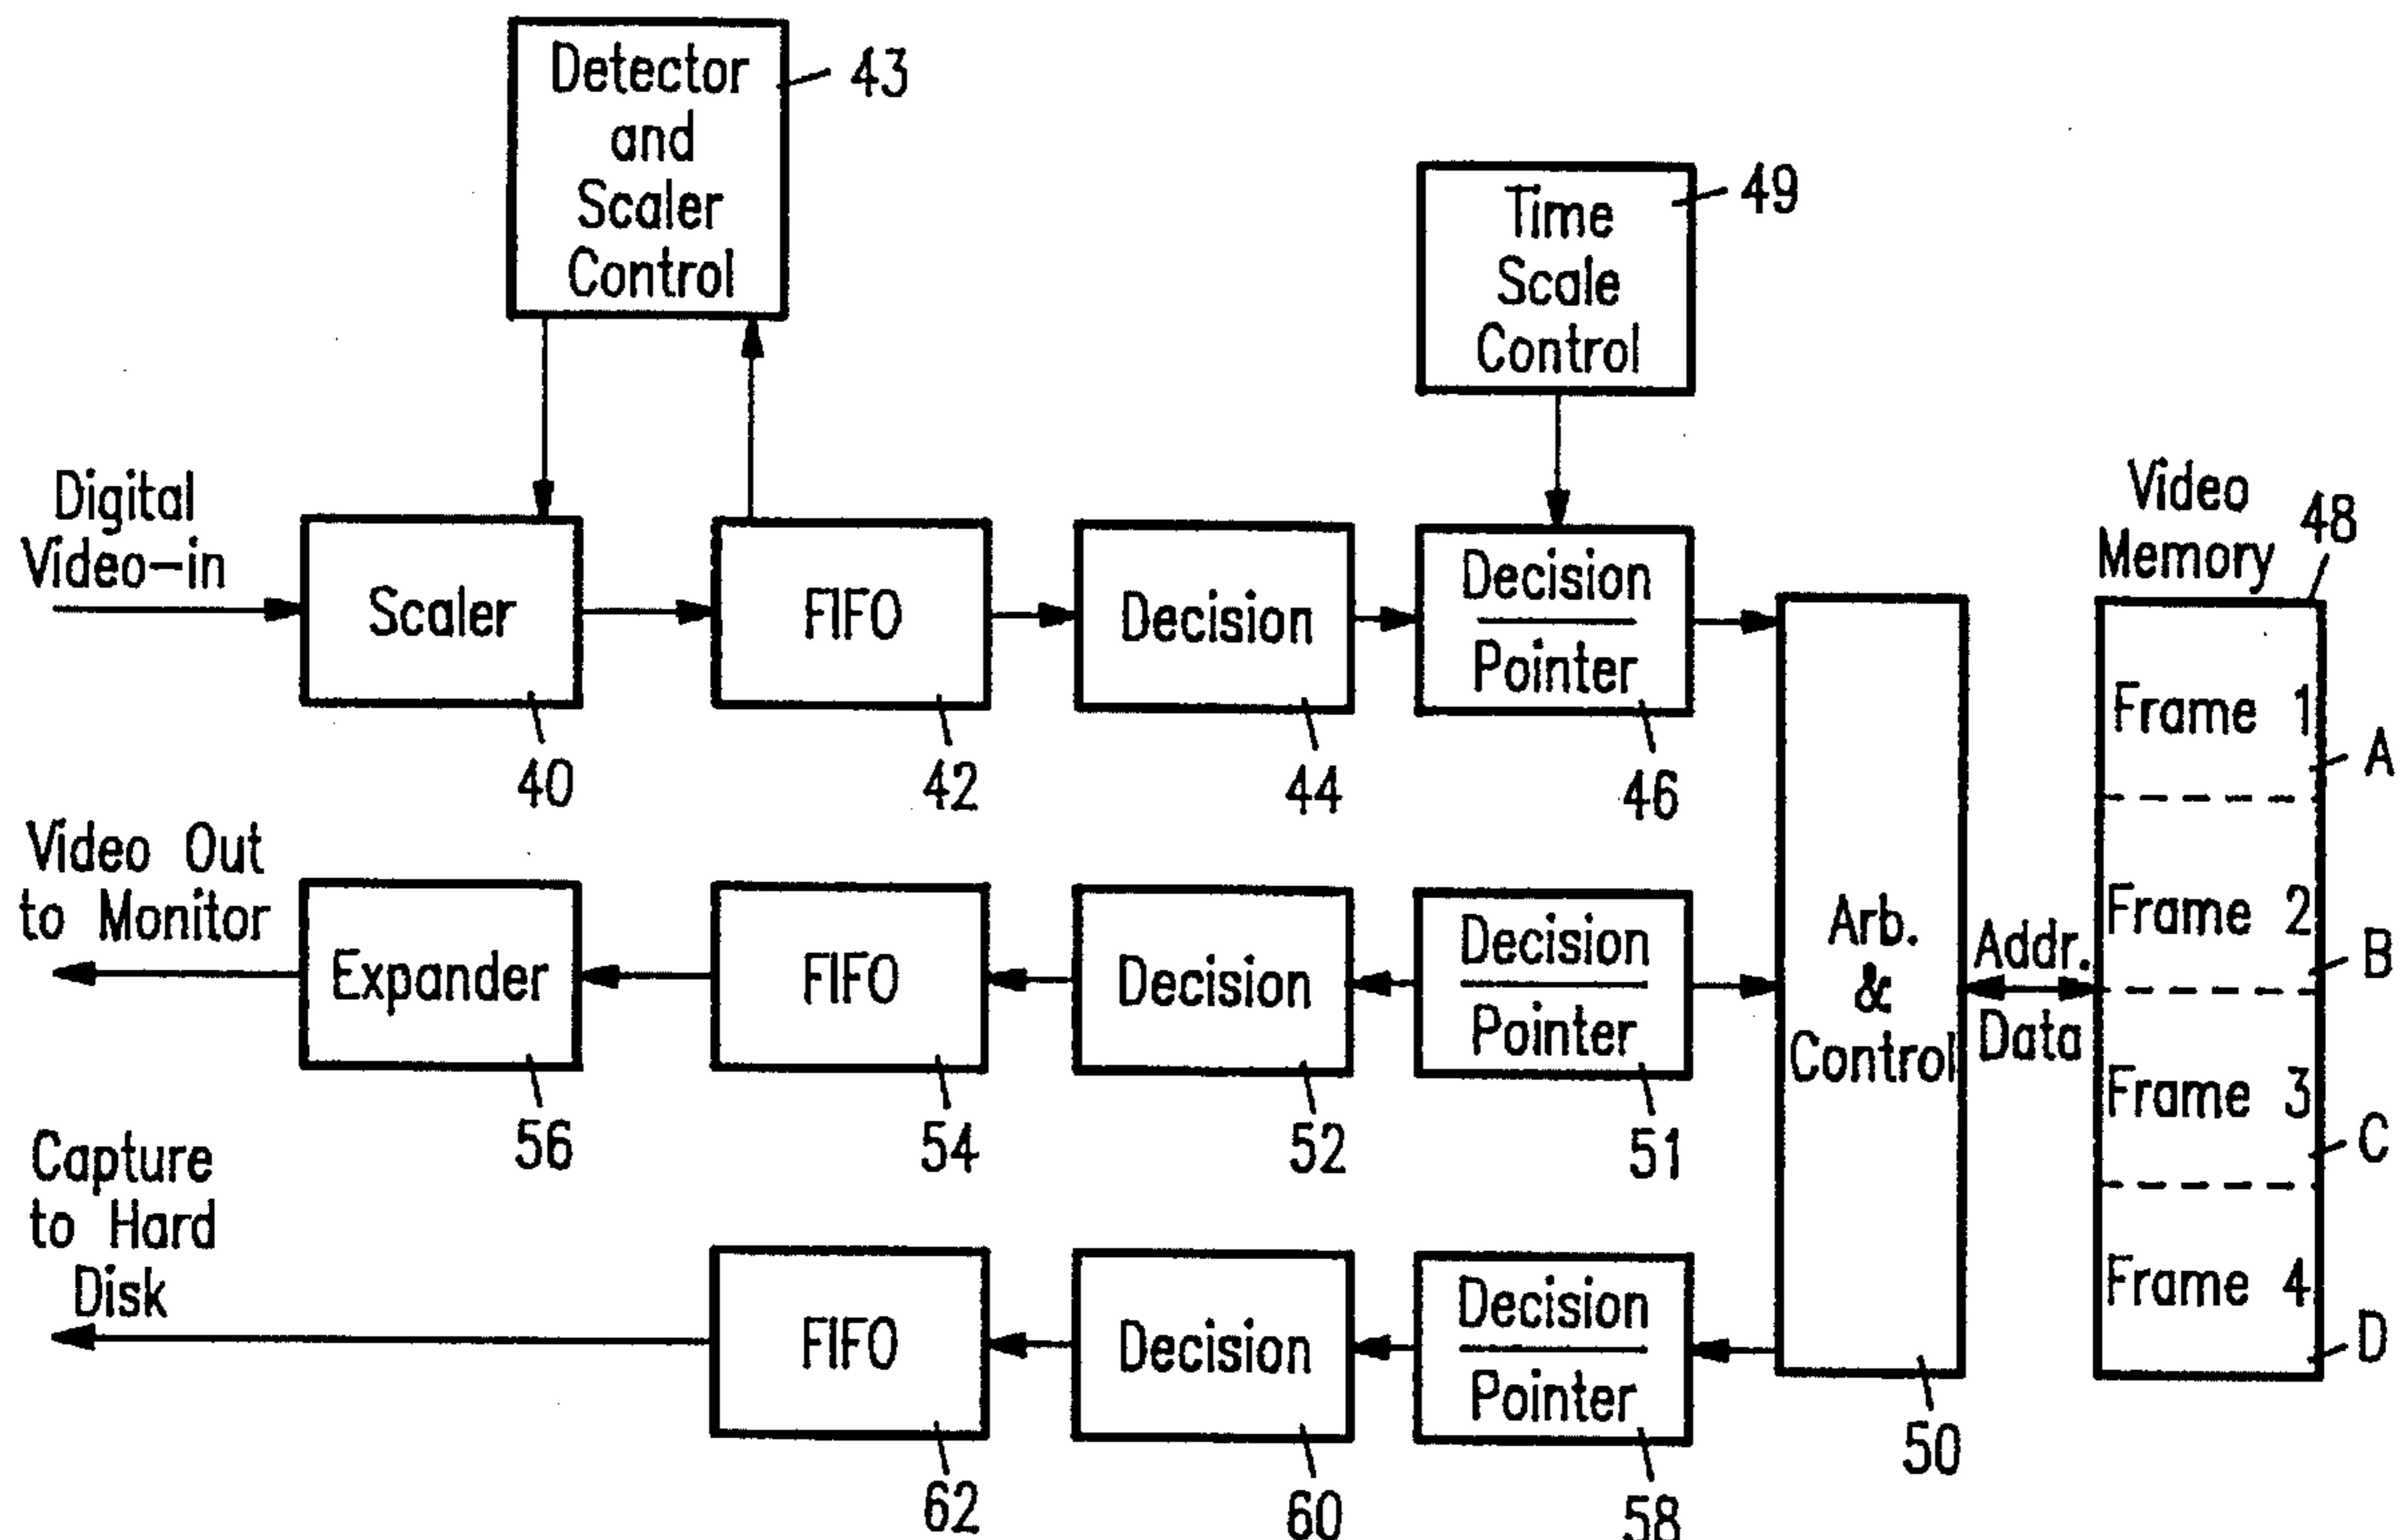 Detector
and
Scaler
Control
43
Time
Scale
Control
49
Digital
Video-in
Scaler
40
FIFO
42
Decision
44
Decision
Pointer
46
Video
Memory
48
Frame 1
A
Frame 2
B
Frame 3
C
Frame 4
D
Arb.
&
Control
50
Addr.
Data
Video Out
to Monitor
Expander
56
FIFO
54
Decision
52
Decision
Pointer
51
Capture
to Hard
Disk
FIFO
62
Decision
60
Decision
Pointer
58